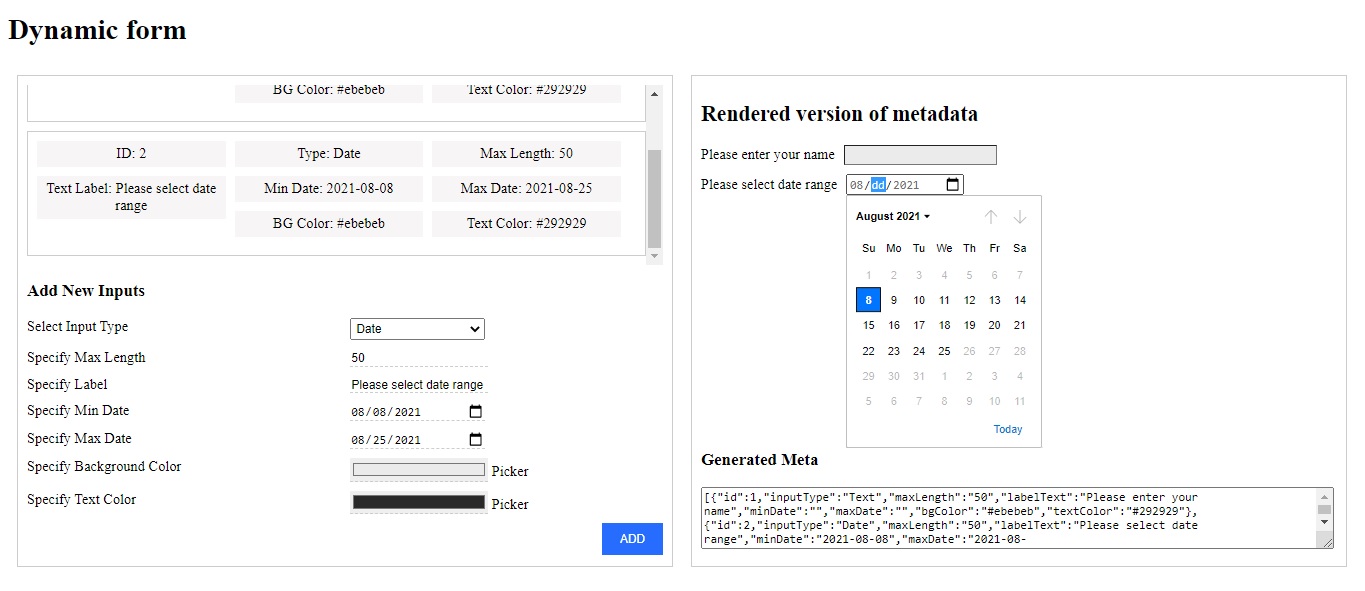 Dynamic form
BG Color: #ebebeb Text Color: #292929
ID: 2 Type: Date Max Length: 50
Text Label: Please select date
range
Min Date: 2021-08-08 Max Date: 2021-08-25
BG Color: #ebebeb Text Color: #292929
Add New Inputs
Select Input Type Date
Specify Max Length 50
Specify Label Please select date range
Specify Min Date 08/08/2021
Specify Max Date 08/25/2021
Specify Background Color Picker
Specify Text Color Picker
ADD
Rendered version of metadata
Please enter your name
Please select date range 08/dd/2021
August 2021
Su Mo Tu We Th Fr Sa
1 2 3 4 5 6 7
8 9 10 11 12 13 14
15 16 17 18 19 20 21
22 23 24 25 26 27 28
29 30 31 1 2 3 4
5 6 7 8 9 10 11
Today
Generated Meta
[{"id":1,"inputType":"Text","maxLength":"50","labelText":"Please enter your
name","minDate":"","maxDate":"","bgColor":"#ebebeb","textColor":"#292929"},
{"id":2,"inputType":"Date","maxLength":"50","labelText":"Please select date
range","minDate":"2021-08-08","maxDate":"2021-08-